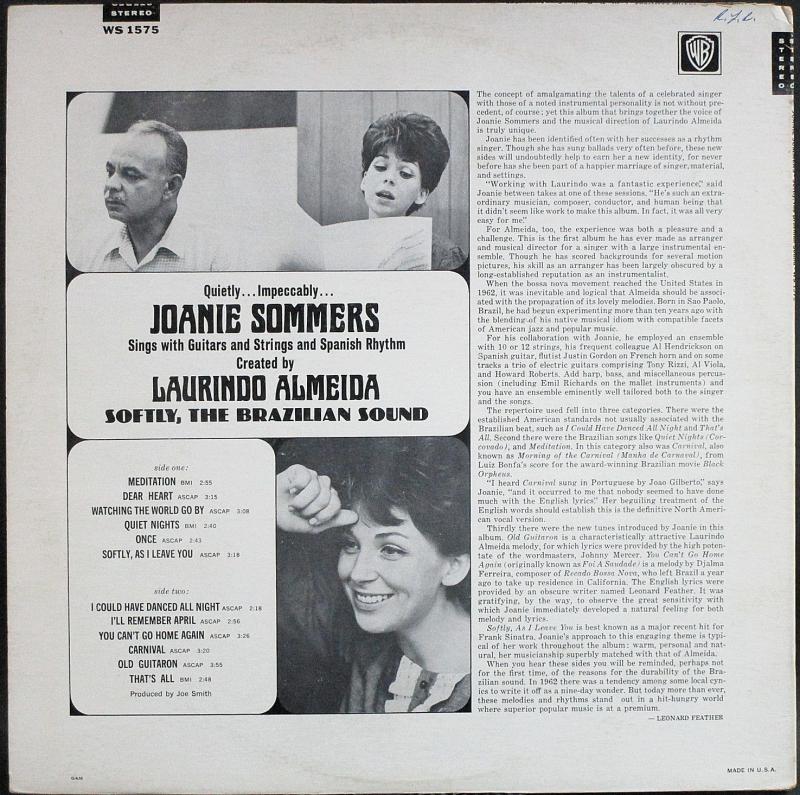 STEREO
WS 1575
R.J.L.
WB
STEREO
The concept of amalgamating the talents of a celebrated singer
with those of a noted instrumental personality is not without pre-
cedent, of course; yet this album that brings together the voice of
Joanie Sommers and the musical direction of Laurindo Almeida
is truly unique.
Joanie has been identified often with her successes as a rhythm
singer. Though she has sung ballads very often before, these new
sides will undoubtedly help to earn her a new identity, for never
before has she been part of a happier marriage of singer, material,
and settings.
"Working with Laurindo was a fantastic experience," said
Joanie between takes at one of these sessions. "He's such an extra-
ordinary musician, composer, conductor, and human being that
it didn't seem like work to make this album. In fact, it was all very
easy for me."
For Almeida, too, the experience was both a pleasure and a
challenge. This is the first album he has ever made as arranger
and musical director for a singer with a large instrumental en-
semble. Though he has scored backgrounds for several motion
pictures, his skill as an arranger has been largely obscured by a
long-established reputation as an instrumentalist.
When the bossa nova movement reached the United States in
1962, it was inevitable and logical that Almeida should be associ-
ated with the propagation of its lovely melodies. Born in Sao Paolo,
Brazil, he had begun experimenting more than ten years ago with
the blending of his native musical idiom with compatible facets
of American jazz and popular music.
For his collaboration with Joanie, he employed an ensemble
with 10 or 12 strings, his frequent colleague Al Hendrickson on
Spanish guitar, flutist Justin Gordon on French horn and on some
tracks a trio of electric guitars comprising Tony Rizzi, Al Viola,
and Howard Roberts. Add harp, bass, and miscellaneous percus-
sion (including Emil Richards on the mallet instruments) and
you have an ensemble eminently well tailored both to the singer
and the songs.
The repertoire used fell into three categories. There were the
established American standards not usually associated with the
Brazilian beat, such as I Could Have Danced All Night and That's
All. Second there were the Brazilian songs like Quiet Nights (Cor-
covado), and Meditation. In this category also was Carnival, also
known as Morning of the Carnival (Manha de Carnaval), from
Luiz Bonfa's score for the award-winning Brazilian movie Black
Orpheus.
"I heard Carnival sung in Portuguese by Joao Gilberto," says
Joanie, "and it occurred to me that nobody seemed to have done
much with the English lyrics." Her beguiling treatment of the
English words should establish this is the definitive North Ameri-
can vocal version.
Thirdly there were the new tunes introduced by Joanie in this
album. Old Guitaron is a characteristically attractive Laurindo
Almeida melody, for which lyrics were provided by the high poten-
tate of the wordmasters, Johnny Mercer. You Can't Go Home
Again (originally known as Foi A Saudade) is a melody by Djalma
Ferreira, composer of Recado Bossa Nova, who left Brazil a year
ago to take up residence in California. The English lyrics were
provided by an obscure writer named Leonard Feather. It was
gratifying, by the way, to observe the great sensitivity with
which Joanie immediately developed a natural feeling for both
melody and lyrics.
Softly, As I Leave You is best known as a major recent hit for
Frank Sinatra. Joanie's approach to this engaging theme is typi-
cal of her work throughout the album: warm, personal and nat-
ural, her musicianship superbly matched with that of Almeida.
When you hear these sides you will be reminded, perhaps not
for the first time, of the reasons for the durability of the Bra-
zilian sound. In 1962 there was a tendency among some local cyn-
ics to write it off as a nine-day wonder. But today more than ever,
these melodies and rhythms stand out in a hit-hungry world
where superior popular music is at a premium.
— LEONARD FEATHER
Quietly...Impeccably...
JOANIE SOMMERS
Sings with Guitars and Strings and Spanish Rhythm
Created by
LAURINDO ALMEIDA
SOFTLY, THE BRAZILIAN SOUND
side one:
MEDITATION BMI 2:55
DEAR HEART ASCAP 3:15
WATCHING THE WORLD GO BY ASCAP 3:08
QUIET NIGHTS BMI 2:40
ONCE ASCAP 2:43
SOFTLY, AS I LEAVE YOU ASCAP 3:18
side two:
I COULD HAVE DANCED ALL NIGHT ASCAP 2:18
I'LL REMEMBER APRIL ASCAP 2:56
YOU CAN'T GO HOME AGAIN ASCAP 3:26
CARNIVAL ASCAP 3:20
OLD GUITARON ASCAP 3:55
THAT'S ALL BMI 2:48
Produced by Joe Smith
MADE IN U.S.A.